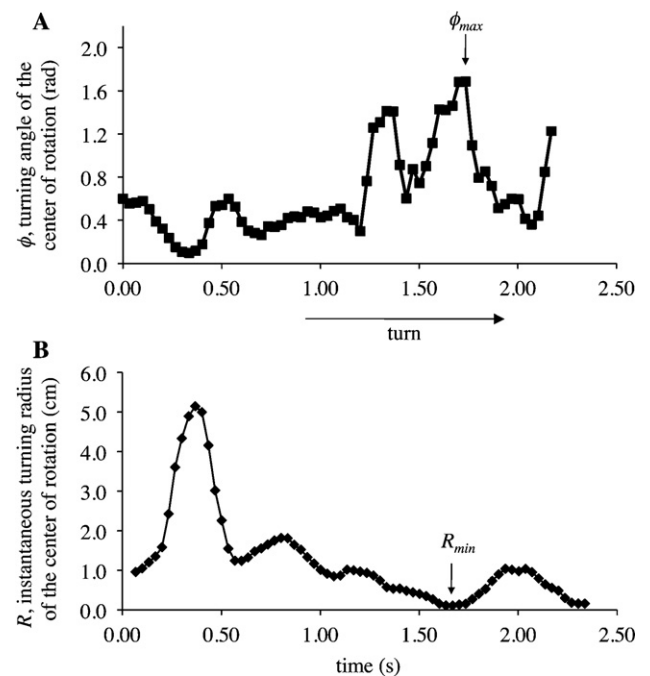 A
ϕmax
ϕ, turning angle of the
center of rotation (rad)
2.0
1.6
1.2
0.8
0.4
0.0
0.00 0.50 1.00 1.50 2.00 2.50
turn
B
R, instantaneous turning radius
of the center of rotation (cm)
6.0
5.0
4.0
3.0
2.0
1.0
0.0
Rmin
0.00 0.50 1.00 1.50 2.00 2.50
time (s)